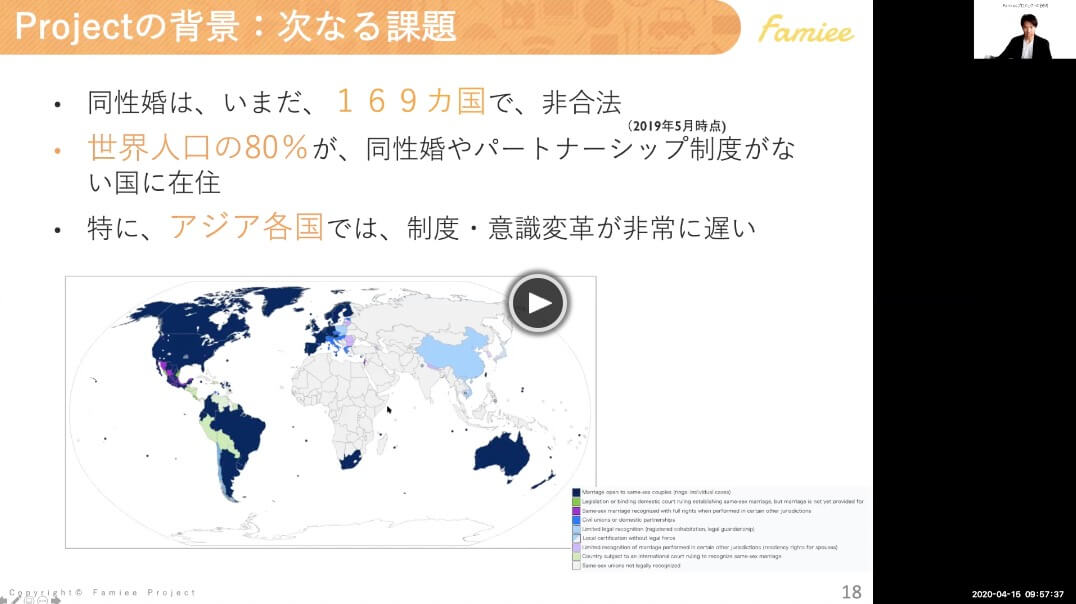 Projectの背景：次なる課題
Famiee
• 同性婚は、いまだ、１６９カ国で、非合法
（2019年5月時点)
• 世界人口の80％が、同性婚やパートナーシップ制度がな
い国に在住
• 特に、アジア各国では、制度・意識変革が非常に遅い
Marriage open to same-sex couples (rings: individual cases)
Legislation or binding domestic court ruling establishing same-sex marriage, but marriage is not yet provided for
Same-sex marriage recognized with full rights when performed in certain other jurisdictions
Civil unions or domestic partnerships
Limited legal recognition (registered cohabitation, legal guardianship)
Local certification without legal force
Limited recognition of marriage performed in certain other jurisdictions (residency rights for spouses)
Country subject to an international court ruling to recognize same-sex marriage
Same-sex unions not legally recognized
Copyright© Famiee Project
18
2020-04-16 09:57:37